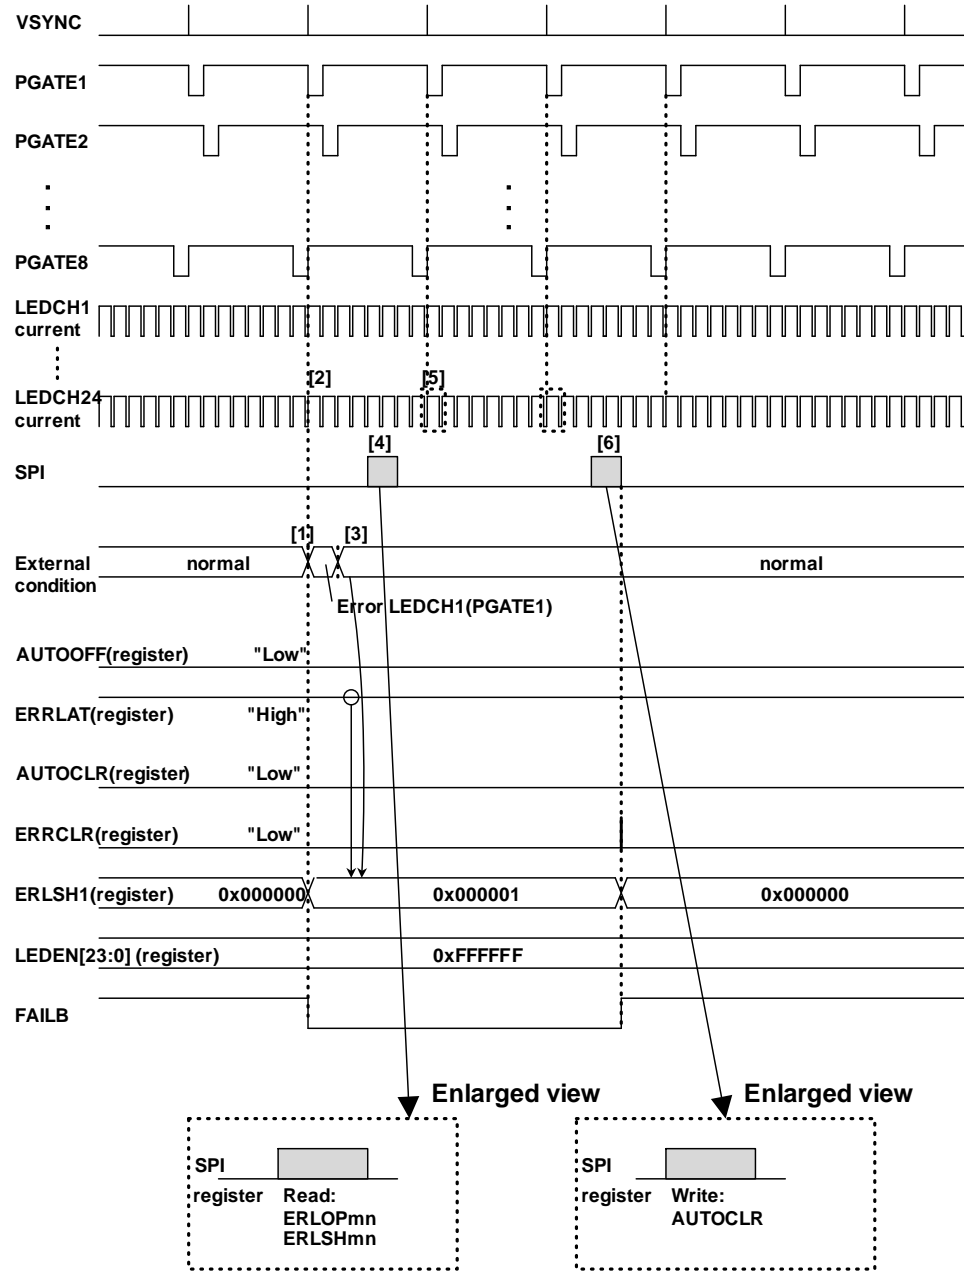 VSYNC
PGATE1
PGATE2
PGATE8
LEDCH1
current
[2] [5]
LEDCH24
current
[4] [6]
SPI
[1] [3]
External
condition
normal normal
Error LEDCH1(PGATE1)
AUTOOFF(register) "Low"
ERRLAT(register) "High"
AUTOCLR(register) "Low"
ERRCLR(register) "Low"
ERLSH1(register) 0x000000 0x000001 0x000000
LEDEN[23:0] (register) 0xFFFFFF
FAILB
Enlarged view Enlarged view
SPI SPI
register Read: register Write:
ERLOPmn AUTOCLR
ERLSHmn